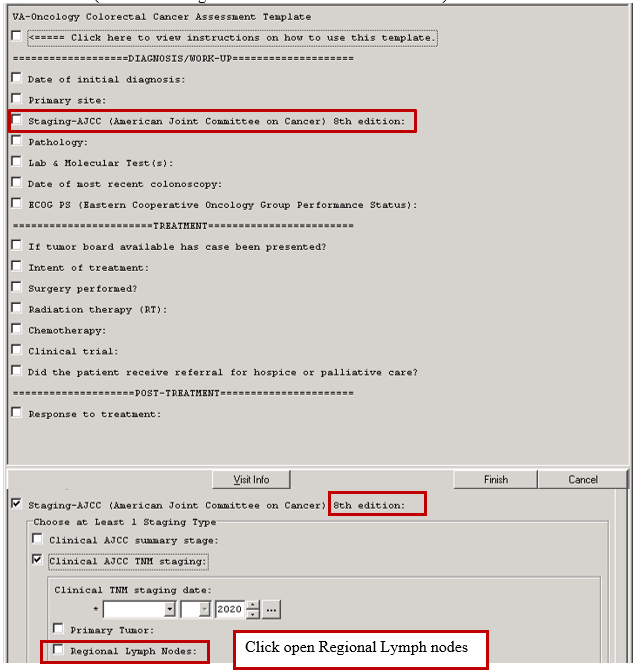 VA-Oncology Colorectal Cancer Assessment Template
<===== Click here to view instructions on how to use this template.
===================DIAGNOSIS/WORK-UP====================
Date of initial diagnosis:
Primary site:
Staging-AJCC (American Joint Committee on Cancer) 8th edition:
Pathology:
Lab & Molecular Test(s):
Date of most recent colonoscopy:
ECOG PS (Eastern Cooperative Oncology Group Performance Status):
=======================TREATMENT========================
If tumor board available has case been presented?
Intent of treatment:
Surgery performed?
Radiation therapy (RT):
Chemotherapy:
Clinical trial:
Did the patient receive referral for hospice or palliative care?
====================POST-TREATMENT======================
Response to treatment:
Visit Info Finish Cancel
Staging-AJCC (American Joint Committee on Cancer) 8th edition:
Choose at Least 1 Staging Type
Clinical AJCC summary stage:
Clinical AJCC TNM staging:
Clinical TNM staging date:
* 2020 ...
Primary Tumor:
Regional Lymph Nodes:
Click open Regional Lymph nodes